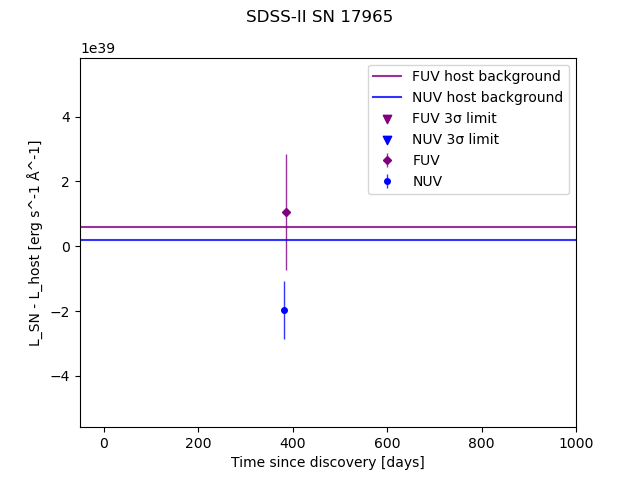 SDSS-II SN 17965
1e39
FUV host background
NUV host background
FUV 3σ limit
NUV 3σ limit
FUV
NUV
4
2
0
−2
−4
L_SN - L_host [erg s^-1 Å^-1]
0 200 400 600 800 1000
Time since discovery [days]